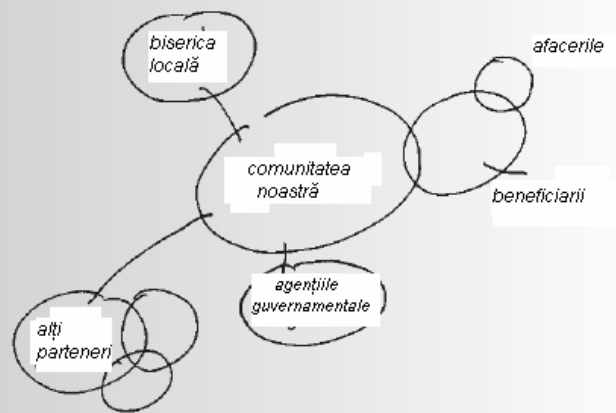 biserica
locală
afacerile
comunitatea
noastră
beneficiarii
agențiile
guvernamentale
alți
parteneri